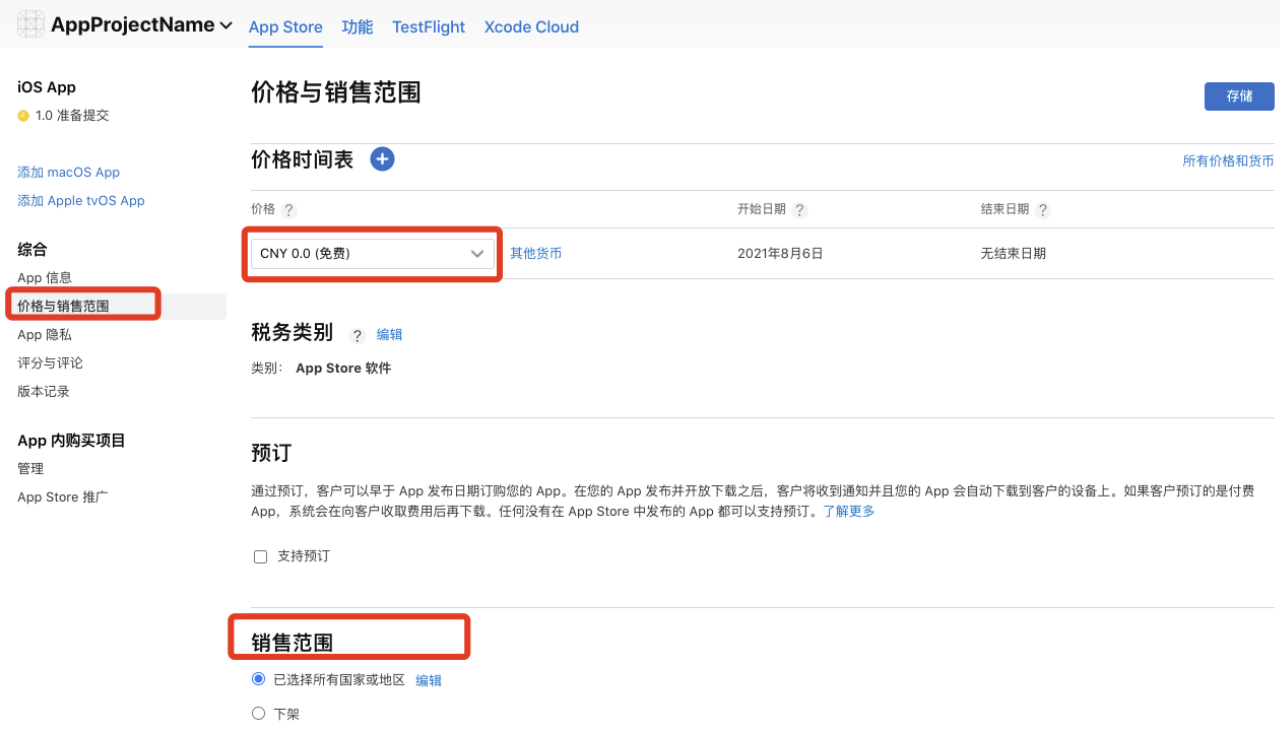 AppProjectName
App Store 功能 TestFlight Xcode Cloud
iOS App
1.0 准备提交
添加 macOS App
添加 Apple tvOS App
综合
App 信息
价格与销售范围
App 隐私
评分与评论
版本记录
App 内购买项目
管理
App Store 推广
价格与销售范围
存储
价格时间表
所有价格和货币
价格 ? 开始日期 ? 结束日期 ?
CNY 0.0 (免费) 其他货币 2021年8月6日 无结束日期
税务类别 ? 编辑
类别: App Store 软件
预订
通过预订，客户可以早于 App 发布日期订购您的 App。在您的 App 发布并开放下载之后，客户将收到通知并且您的 App 会自动下载到客户的设备上。如果客户预订的是付费
App，系统会在向客户收取费用后再下载。任何没有在 App Store 中发布的 App 都可以支持预订。了解更多
支持预订
销售范围
已选择所有国家或地区 编辑
下架